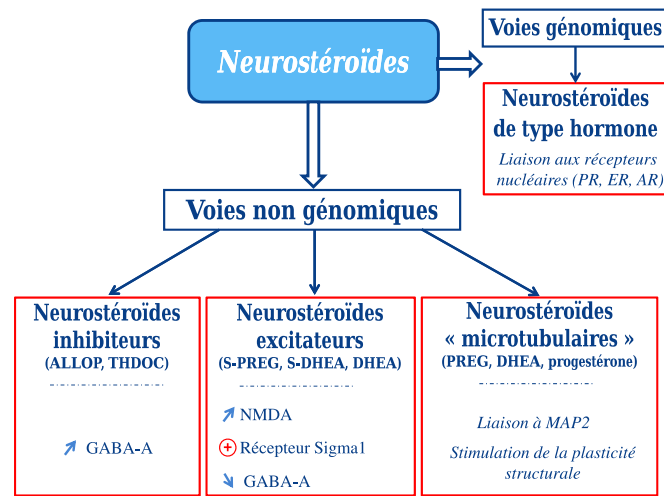 Neurostéroïdes
Voies génomiques
Neurostéroïdes
de type hormone
Liaison aux récepteurs
nucléaires (PR, ER, AR)
Voies non génomiques
Neurostéroïdes
inhibiteurs
(ALLOP, THDOC)
GABA-A
Neurostéroïdes
excitateurs
(S-PREG, S-DHEA, DHEA)
NMDA
Récepteur Sigma1
GABA-A
Neurostéroïdes
« microtubulaires »
(PREG, DHEA, progestérone)
Liaison à MAP2
Stimulation de la plasticité
structurale